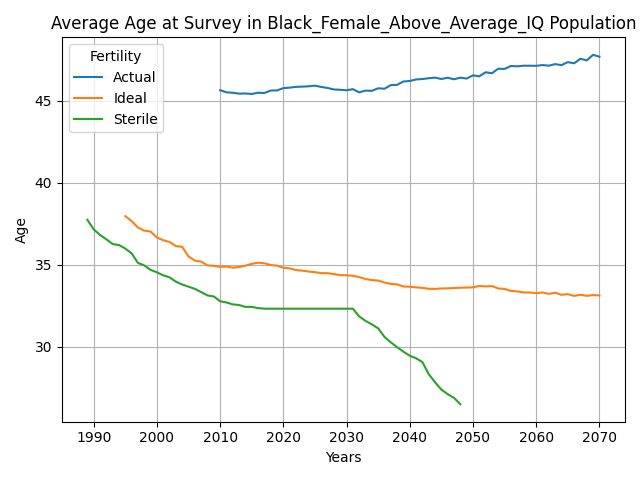 Average Age at Survey in Black_Female_Above_Average_IQ Population
Fertility
Actual
Ideal
Sterile
45
40
35
30
Age
1990 2000 2010 2020 2030 2040 2050 2060 2070
Years